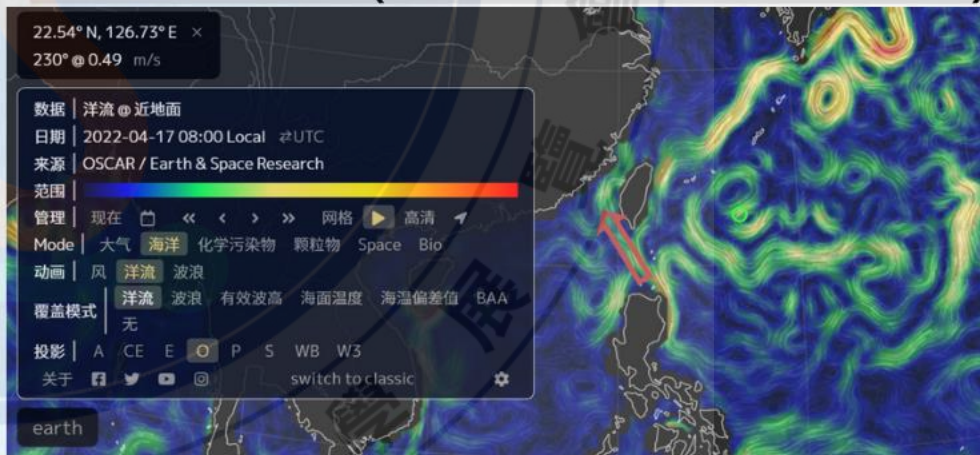 22.54° N, 126.73° E ×
230° @ 0.49 m/s
数据 | 洋流 @ 近地面
日期 | 2022-04-17 08:00 Local ⇄UTC
来源 | OSCAR / Earth & Space Research
范围 |
管理 | 现在 « ‹ › » 网格 高清
Mode | 大气 海洋 化学污染物 颗粒物 Space Bio
动画 | 风 洋流 波浪
覆盖模式 | 洋流 波浪 有效波高 海面温度 海温偏差值 BAA
无
投影 | A CE E O P S WB W3
关于 switch to classic
earth